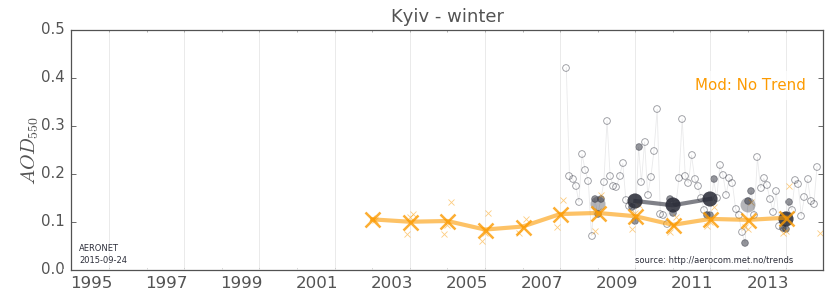 Kyiv - winter
0.5
0.4
0.3
0.2
0.1
0.0
AOD550
Mod: No Trend
AERONET
2015-09-24
source: http://aerocom.met.no/trends
1995 1997 1999 2001 2003 2005 2007 2009 2011 2013